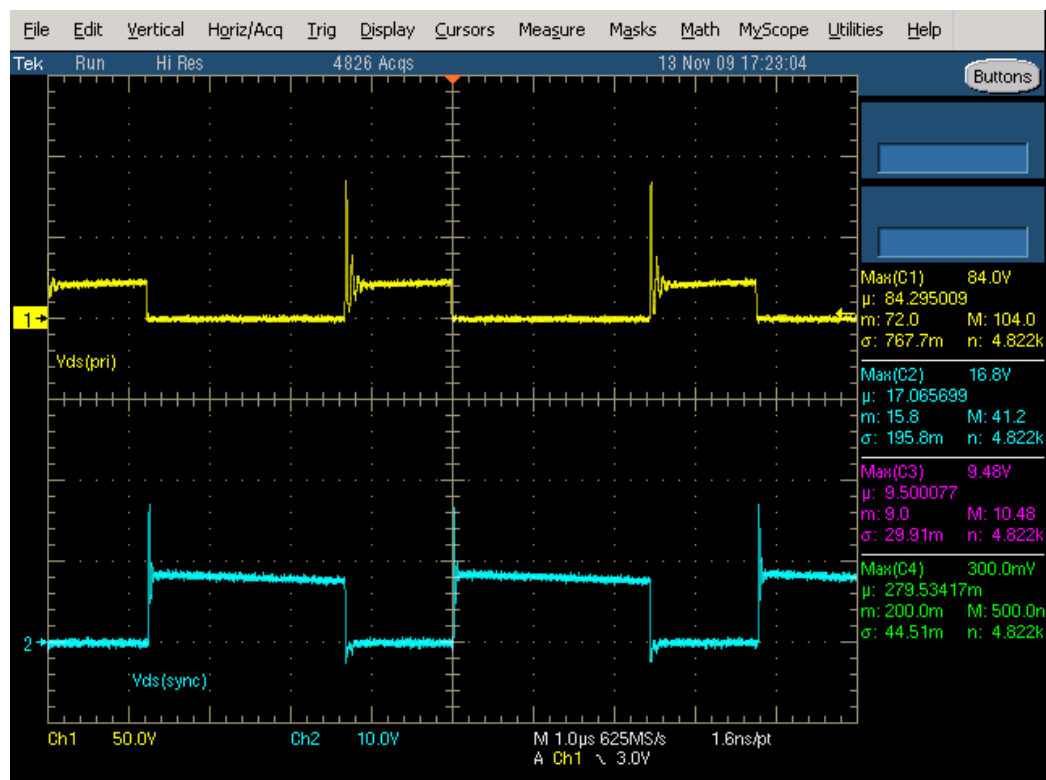 File Edit Vertical Horiz/Acq Trig Display Cursors Measure Masks Math MyScope Utilities Help
Tek Run Hi Res 4826 Acqs 13 Nov 09 17:23:04
Buttons
Max(C1) 84.0V
µ: 84.295009
m: 72.0 M: 104.0
σ: 767.7m n: 4.822k
1
Vds(pri)
Max(C2) 16.8V
µ: 17.065699
m: 15.8 M: 41.2
σ: 195.8m n: 4.822k
Max(C3) 9.48V
µ: 9.500077
m: 9.0 M: 10.48
σ: 29.91m n: 4.822k
Max(C4) 300.0mV
µ: 279.53417m
m: 200.0m M: 500.0m
σ: 44.51m n: 4.822k
2
Vds(sync)
Ch1 50.0V Ch2 10.0V M 1.0µs 625MS/s 1.6ns/pt
A Ch1 \ 3.0V